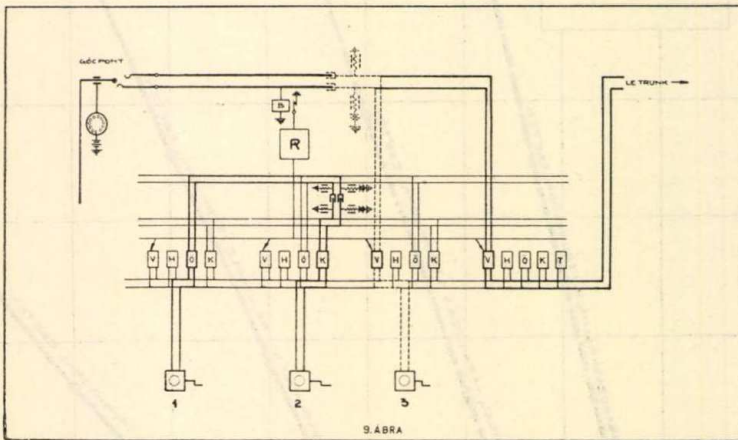 GÓCPONT
LE TRUNK
K
B
R
V H Ö K
V H Ö K
V H Ö K
V H Ö K T
1
2
3
9. ÁBRA